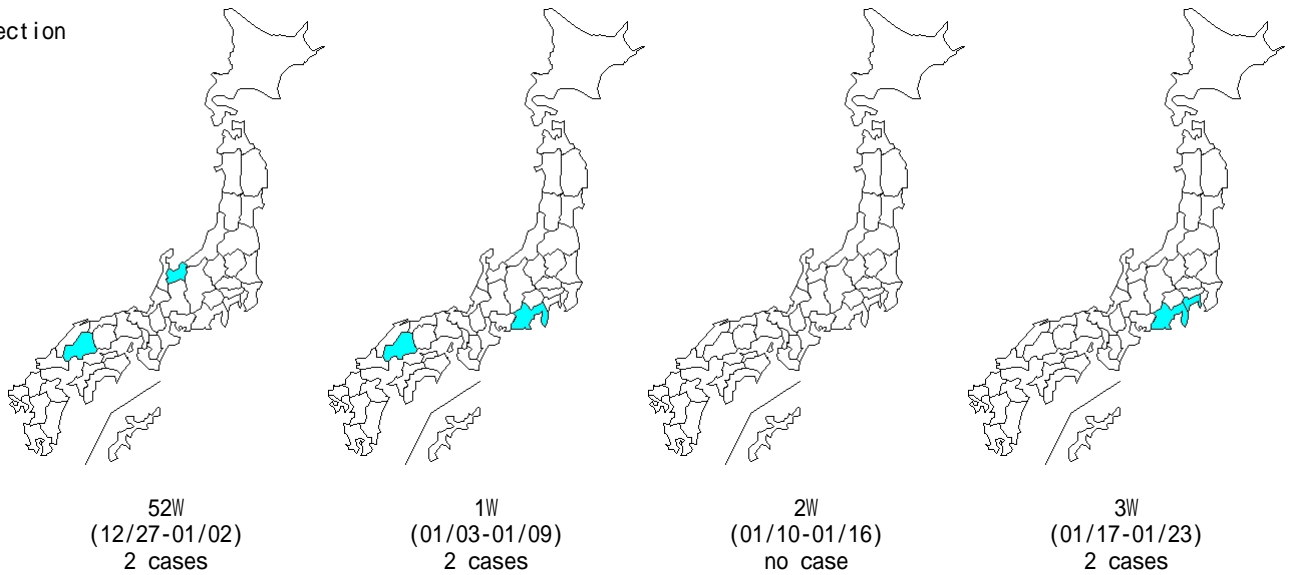 ection
52W
(12/27-01/02)
2 cases
1W
(01/03-01/09)
2 cases
2W
(01/10-01/16)
no case
3W
(01/17-01/23)
2 cases